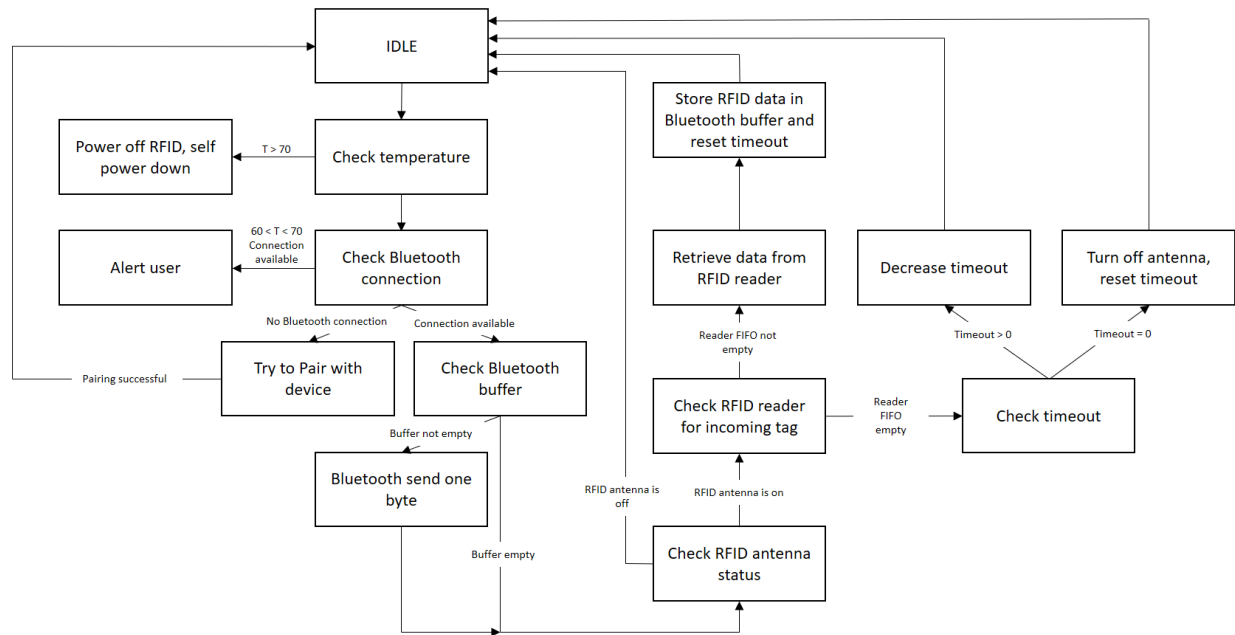 IDLE
Store RFID data in
Bluetooth buffer and
reset timeout
Power off RFID, self
power down
T > 70
Check temperature
60 < T < 70
Connection
available
Alert user
Check Bluetooth
connection
Retrieve data from
RFID reader
Decrease timeout
Turn off antenna,
reset timeout
No Bluetooth connection
Connection available
Reader FIFO not
empty
Timeout > 0
Timeout = 0
Pairing successful
Try to Pair with
device
Check Bluetooth
buffer
Check RFID reader
for incoming tag
Reader
FIFO
empty
Check timeout
Buffer not empty
Bluetooth send one
byte
RFID antenna is
off
RFID antenna is on
Buffer empty
Check RFID antenna
status